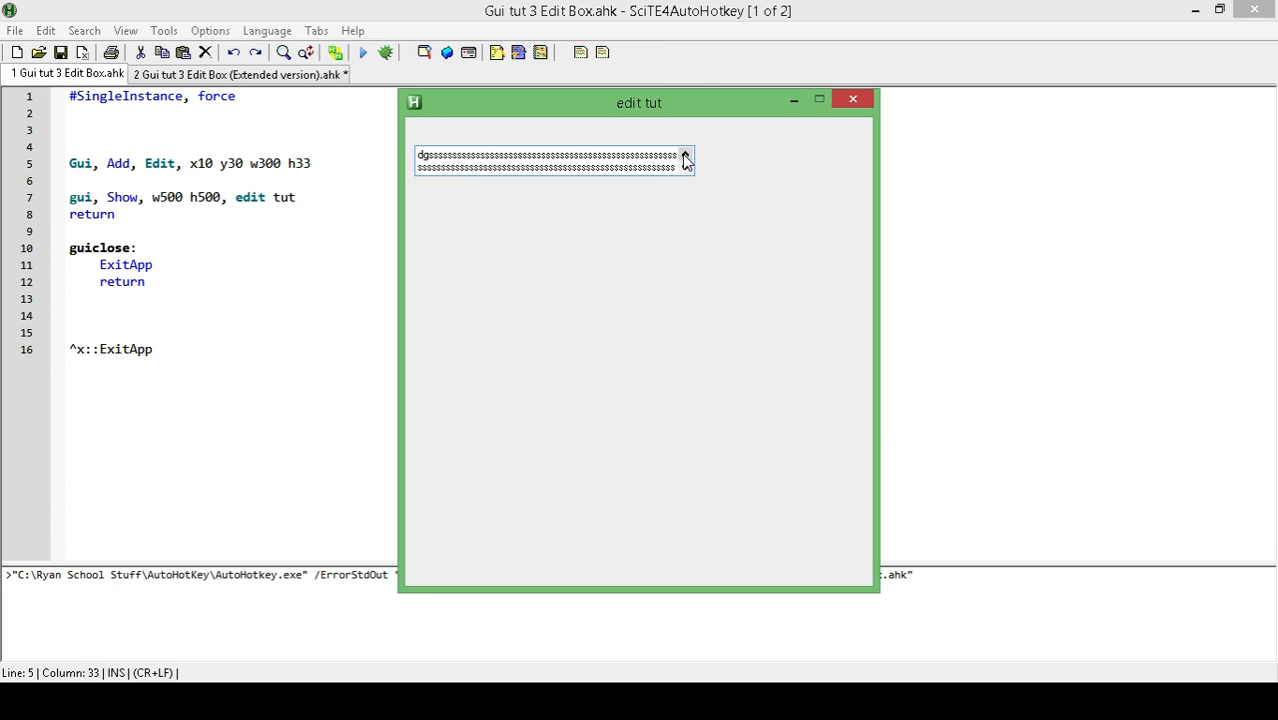 Gui tut 3 Edit Box.ahk - SciTE4AutoHotkey [1 of 2]
File Edit Search View Tools Options Language Tabs Help
1 Gui tut 3 Edit Box.ahk 2 Gui tut 3 Edit Box (Extended version).ahk *
1 #SingleInstance, force
2
3
4
5 Gui, Add, Edit, x10 y30 w300 h33
6
7 gui, Show, w500 h500, edit tut
8 return
9
10 guiclose:
11 ExitApp
12 return
13
14
15
16 ^x::ExitApp
edit tut
>"C:\Ryan School Stuff\AutoHotKey\AutoHotkey.exe" /ErrorStdOut " .ahk"
Line: 5 | Column: 33 | INS | (CR+LF) |